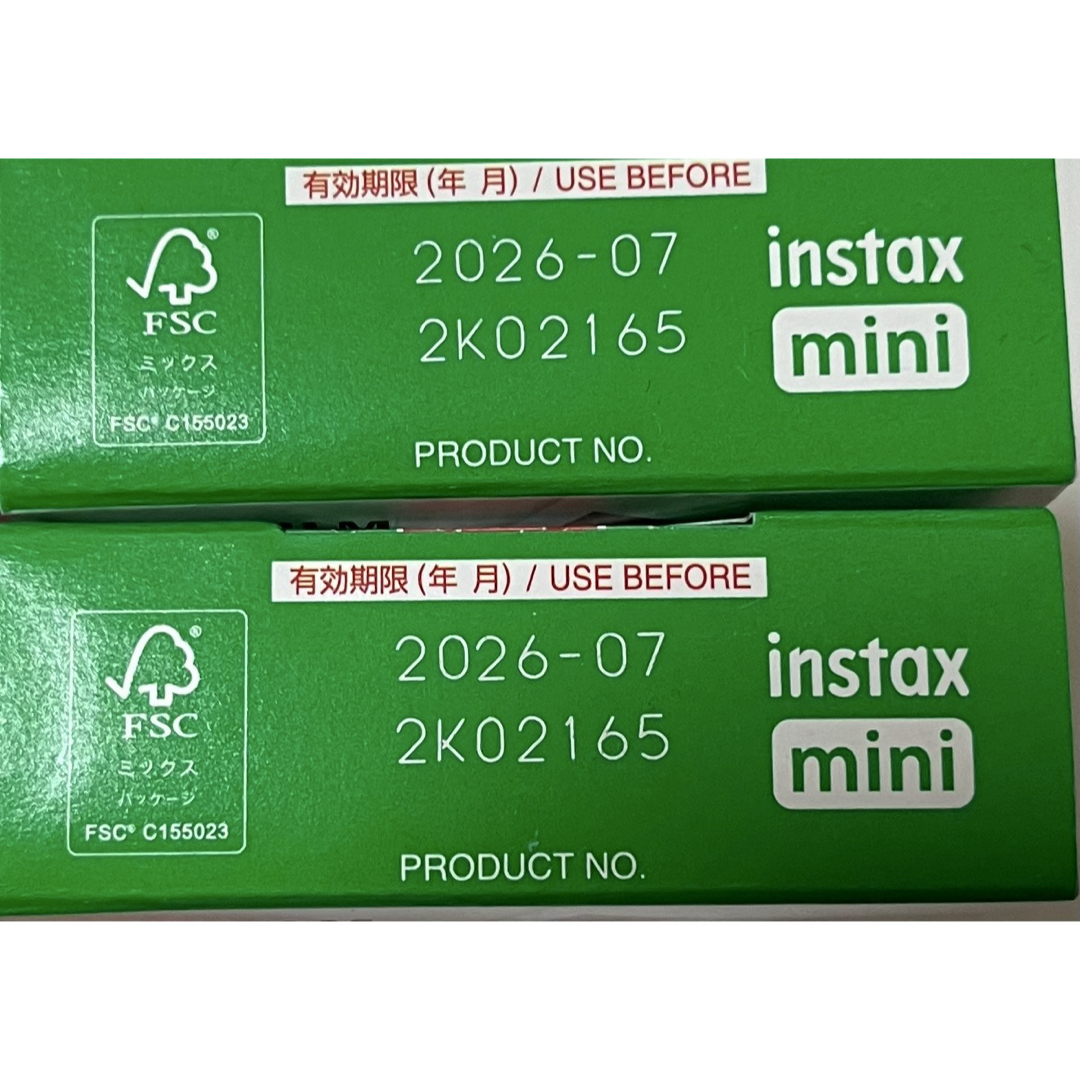 有効期限 (年 月) / USE BEFORE
2026-07
2K02165
PRODUCT NO.
instax
mini
FSC®
ミックス
パッケージ
FSC® C155023
有効期限 (年 月) / USE BEFORE
2026-07
2K02165
PRODUCT NO.
instax
mini
FSC®
ミックス
パッケージ
FSC® C155023